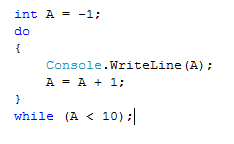 int A = -1;
do
{
Console.WriteLine(A);
A = A + 1;
}
while (A < 10);